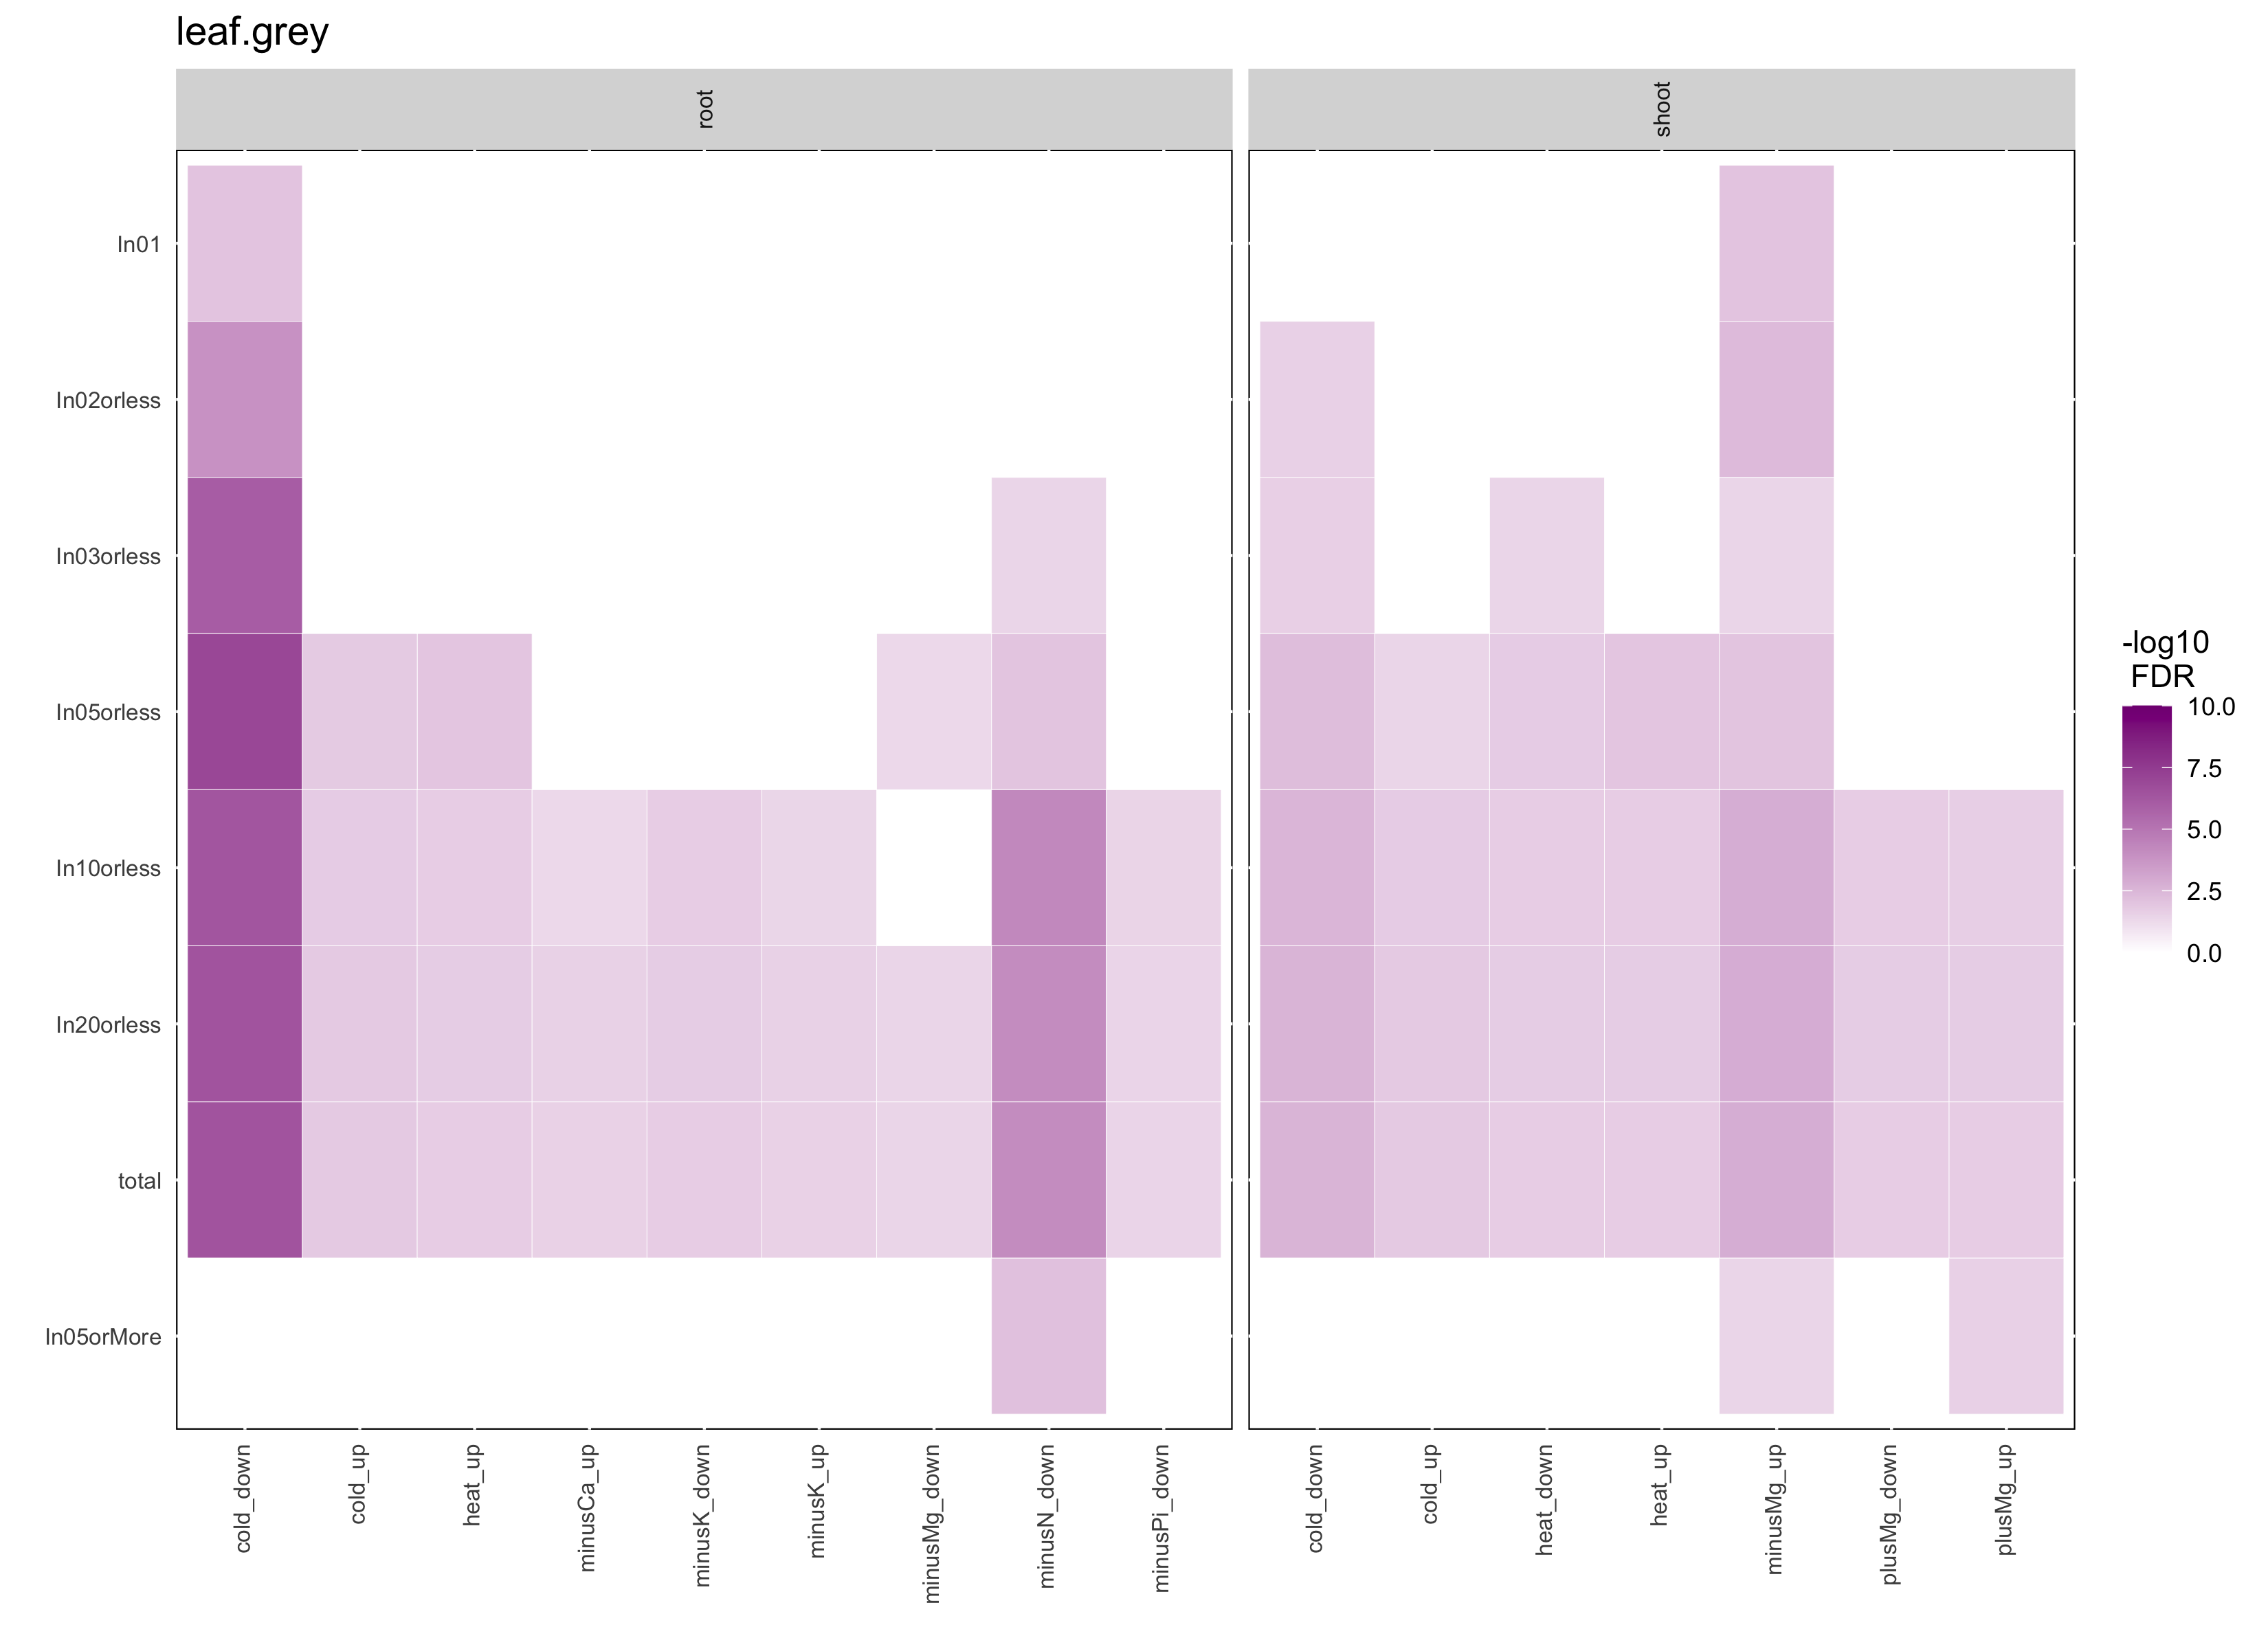 leaf.grey
root
shoot
In01
In02orless
In03orless
In05orless
In10orless
In20orless
total
In05orMore
cold_down
cold_up
heat_up
minusCa_up
minusK_down
minusK_up
minusMg_down
minusN_down
minusPi_down
cold_down
cold_up
heat_down
heat_up
minusMg_up
plusMg_down
plusMg_up
-log10
FDR
10.0
7.5
5.0
2.5
0.0